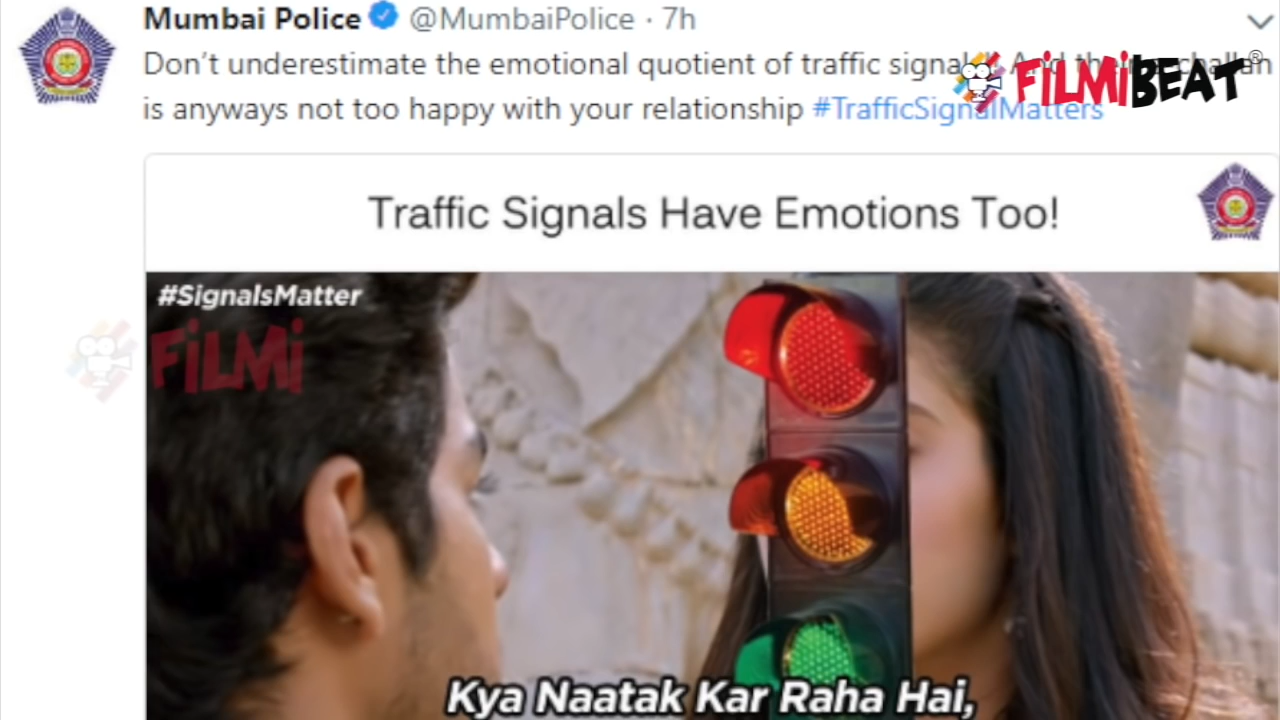 Mumbai Police @MumbaiPolice · 7h
Don't underestimate the emotional quotient of traffic
is anyways not too happy with your relationship #TrafficSignalMatters
FILMIBEAT®
Traffic Signals Have Emotions Too!
#SignalsMatter
FILMI
Kya Naatak Kar Raha Hai,